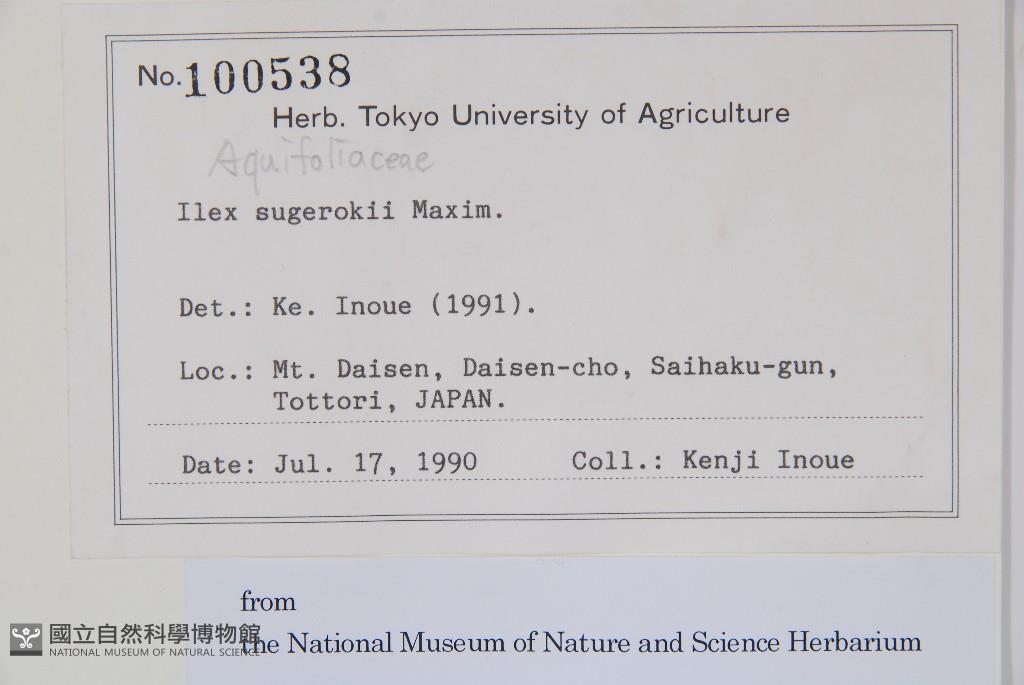 No. 100538
Herb. Tokyo University of Agriculture
Aquifoliaceae
Ilex sugerokii Maxim.
Det.: Ke. Inoue (1991).
Loc.: Mt. Daisen, Daisen-cho, Saihaku-gun,
Tottori, JAPAN.
Date: Jul. 17, 1990 Coll.: Kenji Inoue
from
the National Museum of Nature and Science Herbarium
國立自然科學博物館
NATIONAL MUSEUM OF NATURAL SCIENCE